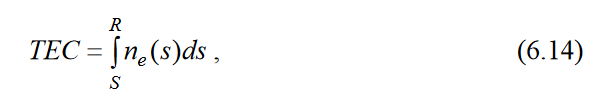 TEC = ∫_S^R n_e(s)ds , (6.14)